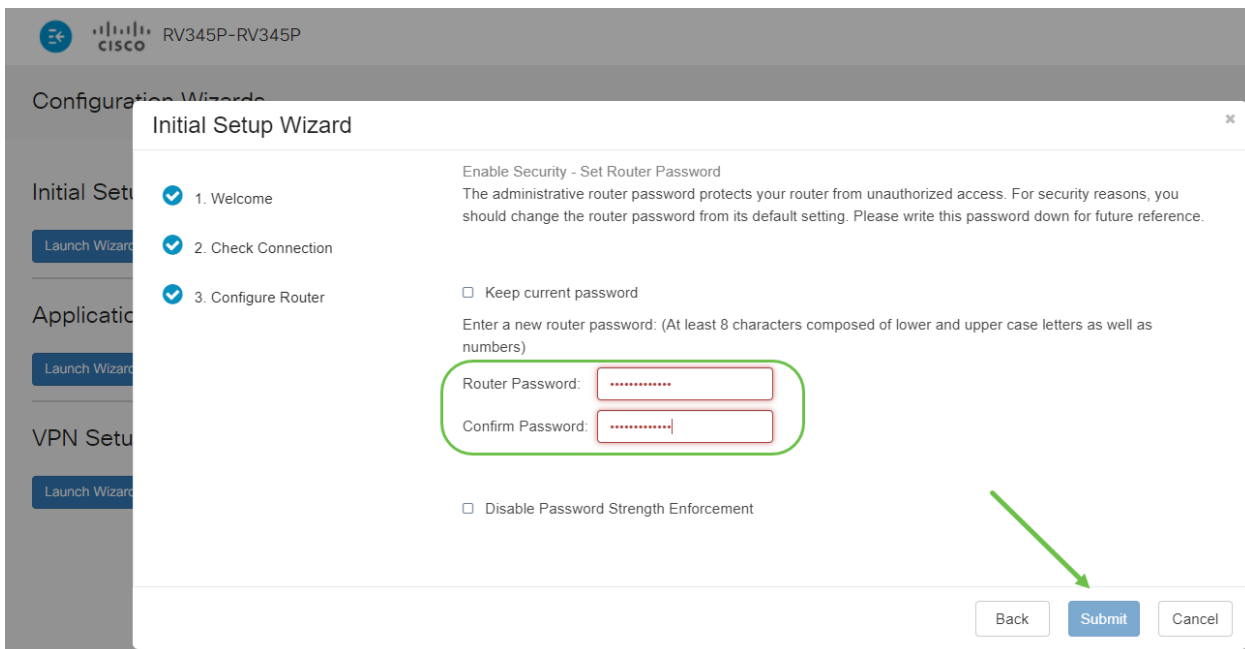 CISCO RV345P-RV345P
Configuration Wizards
Initial Setup Wizard
×
Initial Setu
Launch Wizard
Applicatio
Launch Wizard
VPN Setu
Launch Wizard
1. Welcome
2. Check Connection
3. Configure Router
Enable Security - Set Router Password
The administrative router password protects your router from unauthorized access. For security reasons, you
should change the router password from its default setting. Please write this password down for future reference.
Keep current password
Enter a new router password: (At least 8 characters composed of lower and upper case letters as well as
numbers)
Router Password: •••••••••••••
Confirm Password: •••••••••••••
Disable Password Strength Enforcement
Back Submit Cancel